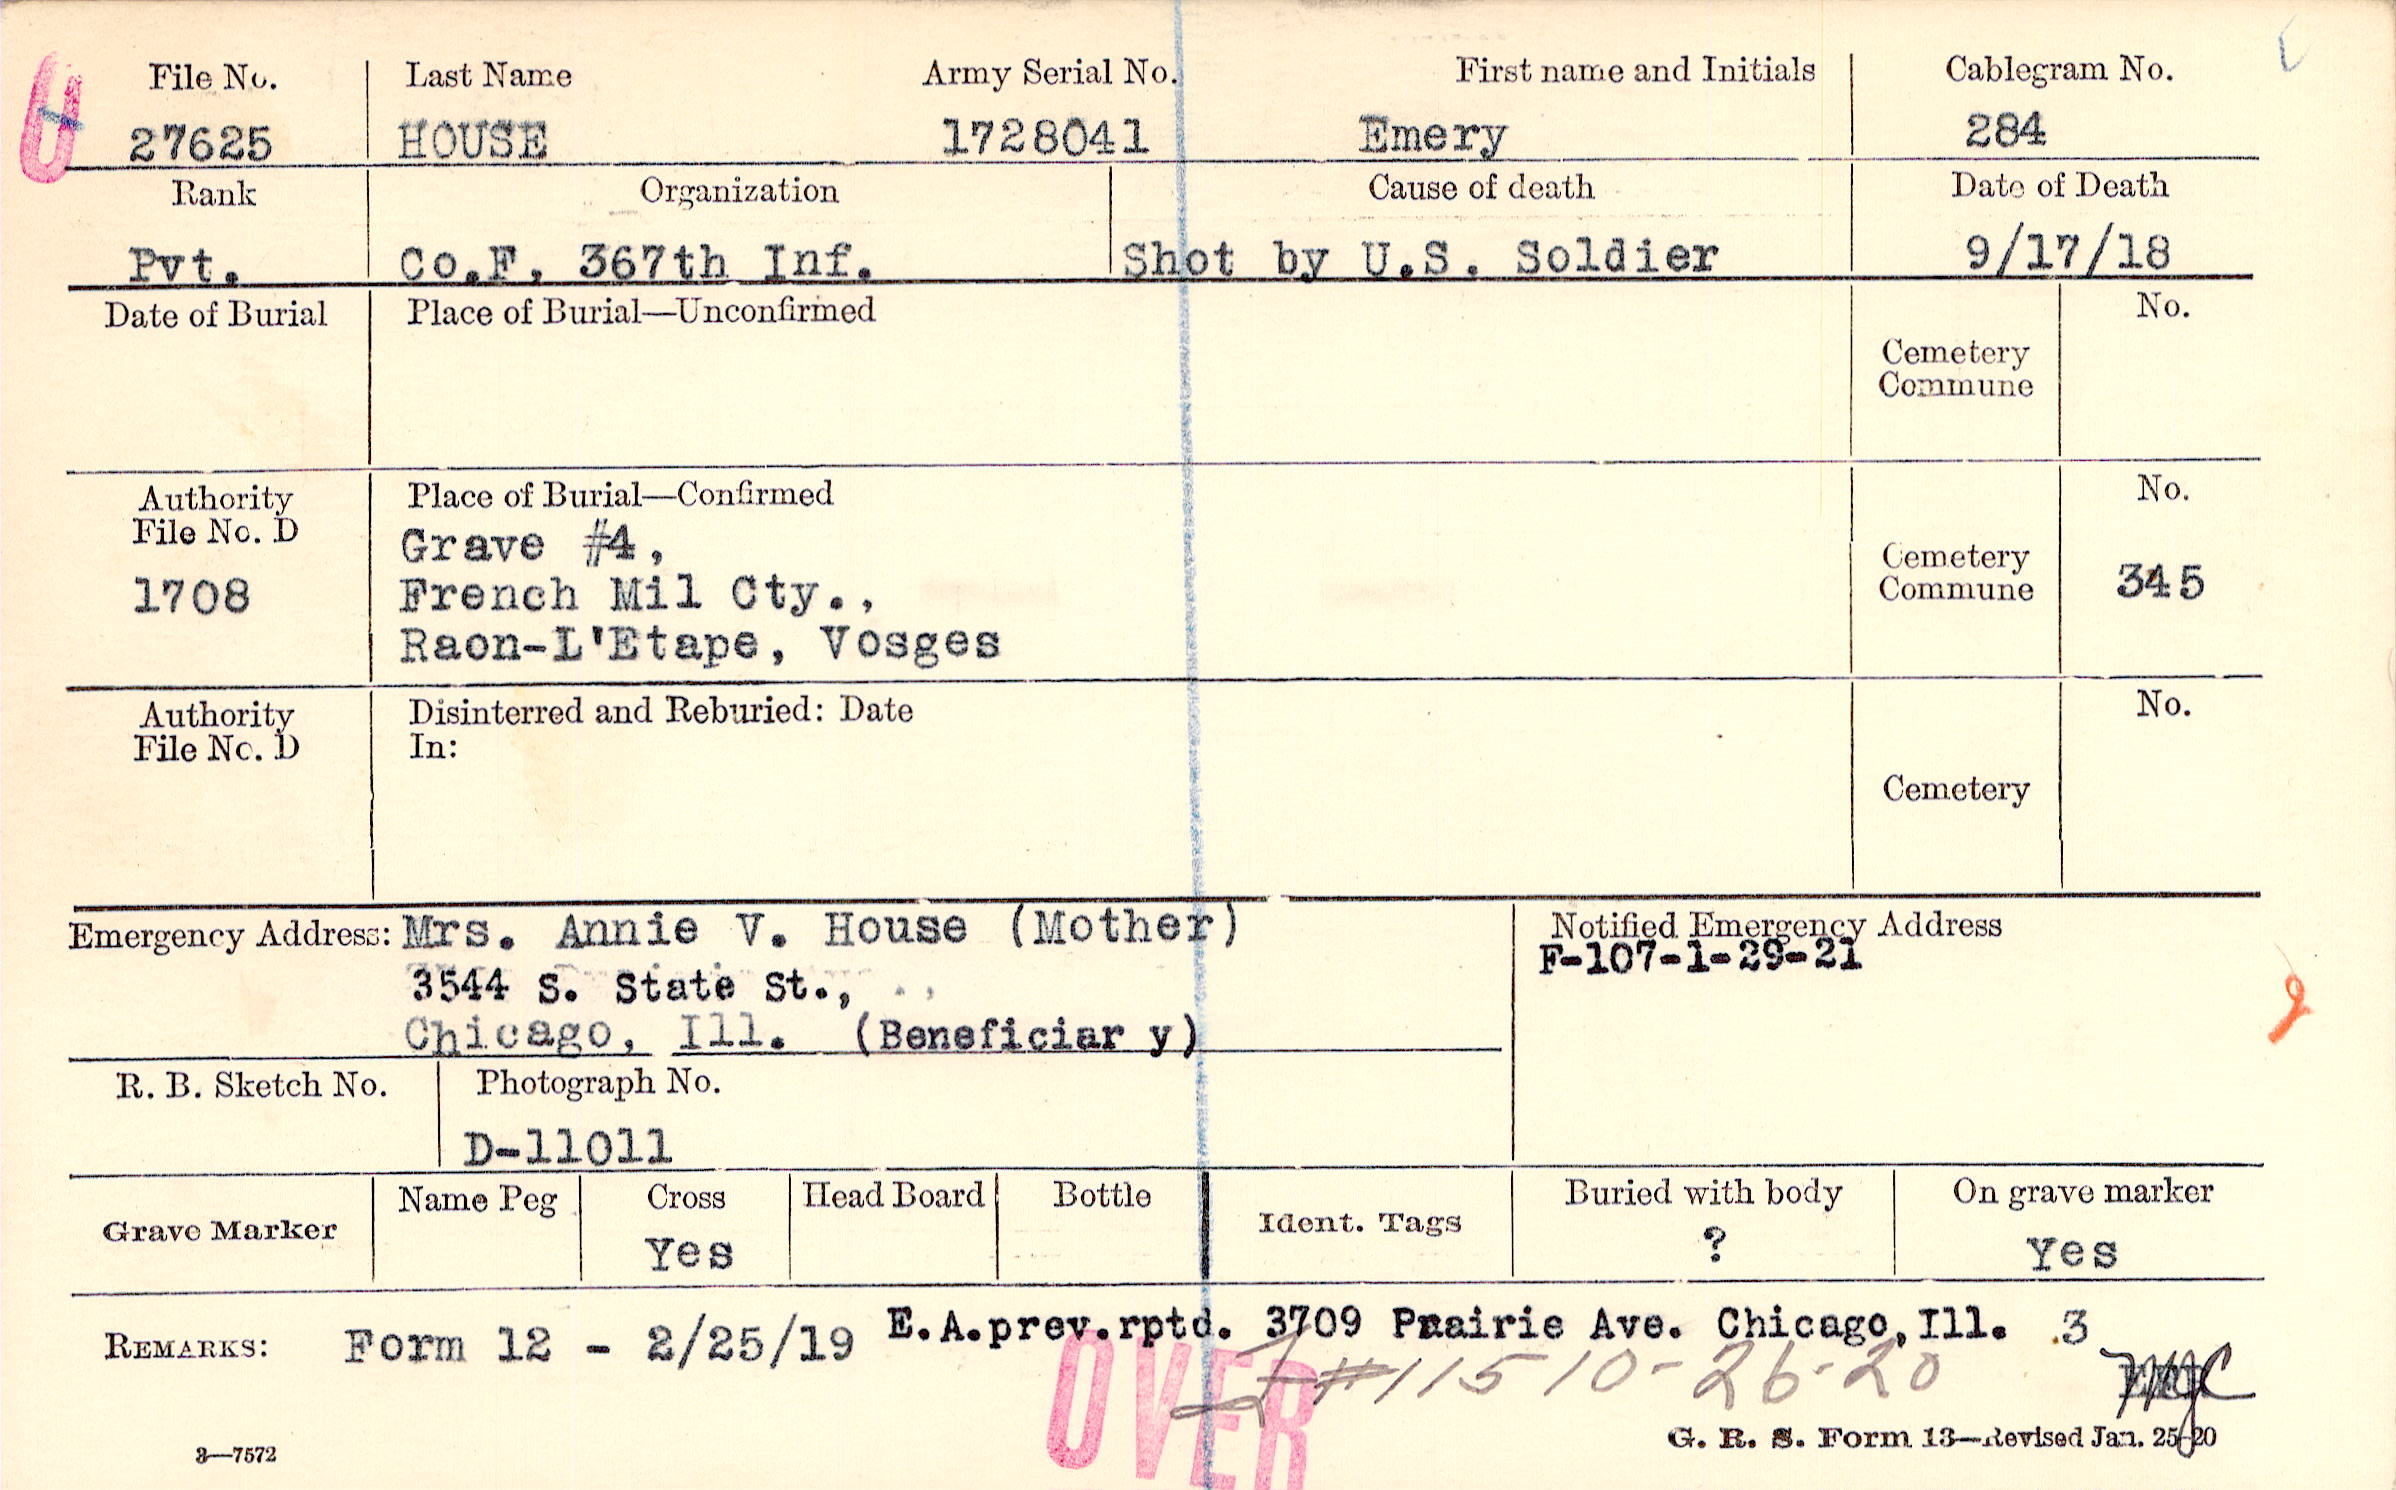 File No. Last Name Army Serial No. First name and Initials Cablegram No.
27625 HOUSE 1728041 Emery 284
Rank Organization Cause of death Date of Death
Pvt. Co.F, 367th Inf. Shot by U.S. Soldier 9/17/18
Date of Burial Place of Burial—Unconfirmed No.
Cemetery
Commune
Authority Place of Burial—Confirmed No.
File No. D
Grave #4,
1708 French Mil Cty., Cemetery
Commune 345
Raon-L'Etape, Vosges
Authority Disinterred and Reburied: Date No.
File No. D In:
Cemetery
Emergency Address: Mrs. Annie V. House (Mother) Notified Emergency Address
3544 S. State St., F-107-1-29-21
Chicago, Ill. (Beneficiar y)
R. B. Sketch No. Photograph No.
D-11011
Grave Marker Name Peg Cross Head Board Bottle Ident. Tags Buried with body On grave marker
Yes ? Yes
REMARKS: Form 12 - 2/25/19 E.A.prev.rptd. 3709 Praairie Ave. Chicago,Ill. 3
#115 10-26-20
OVER
3—7572 G. R. S. Form 13—Revised Jan. 25-20